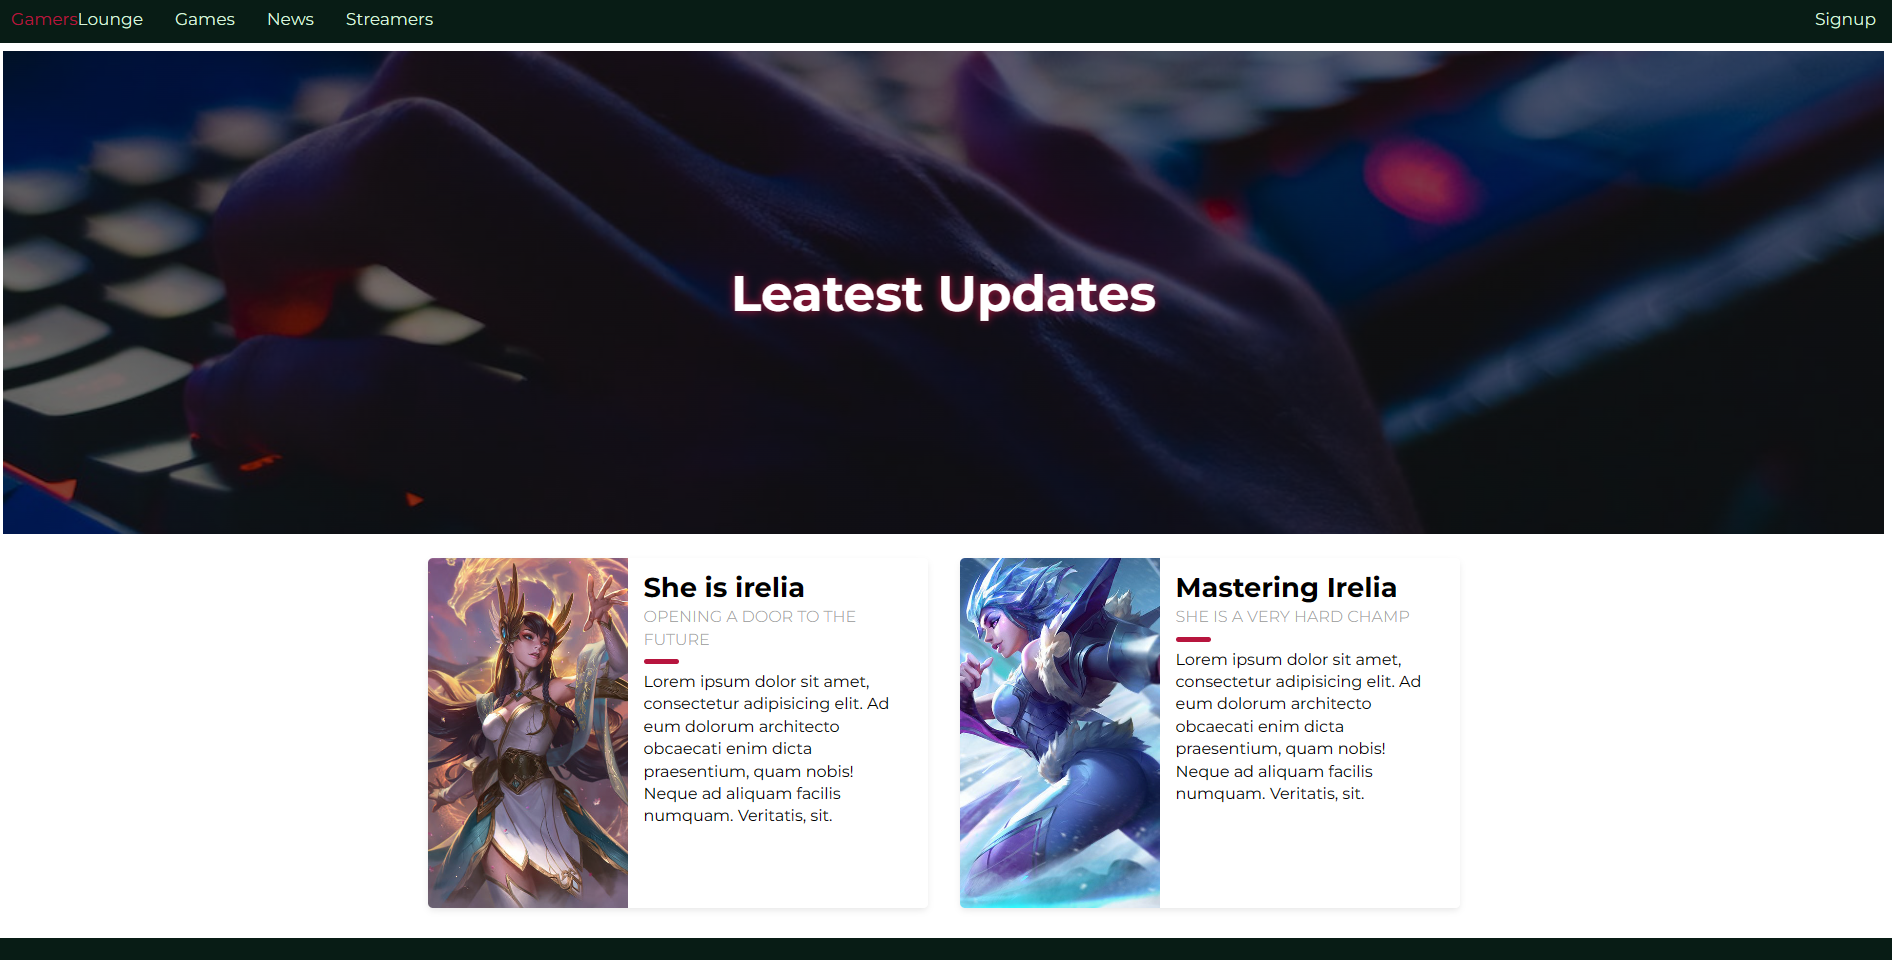 GamersLounge Games News Streamers Signup
Leatest Updates
She is irelia
OPENING A DOOR TO THE
FUTURE
Lorem ipsum dolor sit amet,
consectetur adipisicing elit. Ad
eum dolorum architecto
obcaecati enim dicta
praesentium, quam nobis!
Neque ad aliquam facilis
numquam. Veritatis, sit.
Mastering Irelia
SHE IS A VERY HARD CHAMP
Lorem ipsum dolor sit amet,
consectetur adipisicing elit. Ad
eum dolorum architecto
obcaecati enim dicta
praesentium, quam nobis!
Neque ad aliquam facilis
numquam. Veritatis, sit.